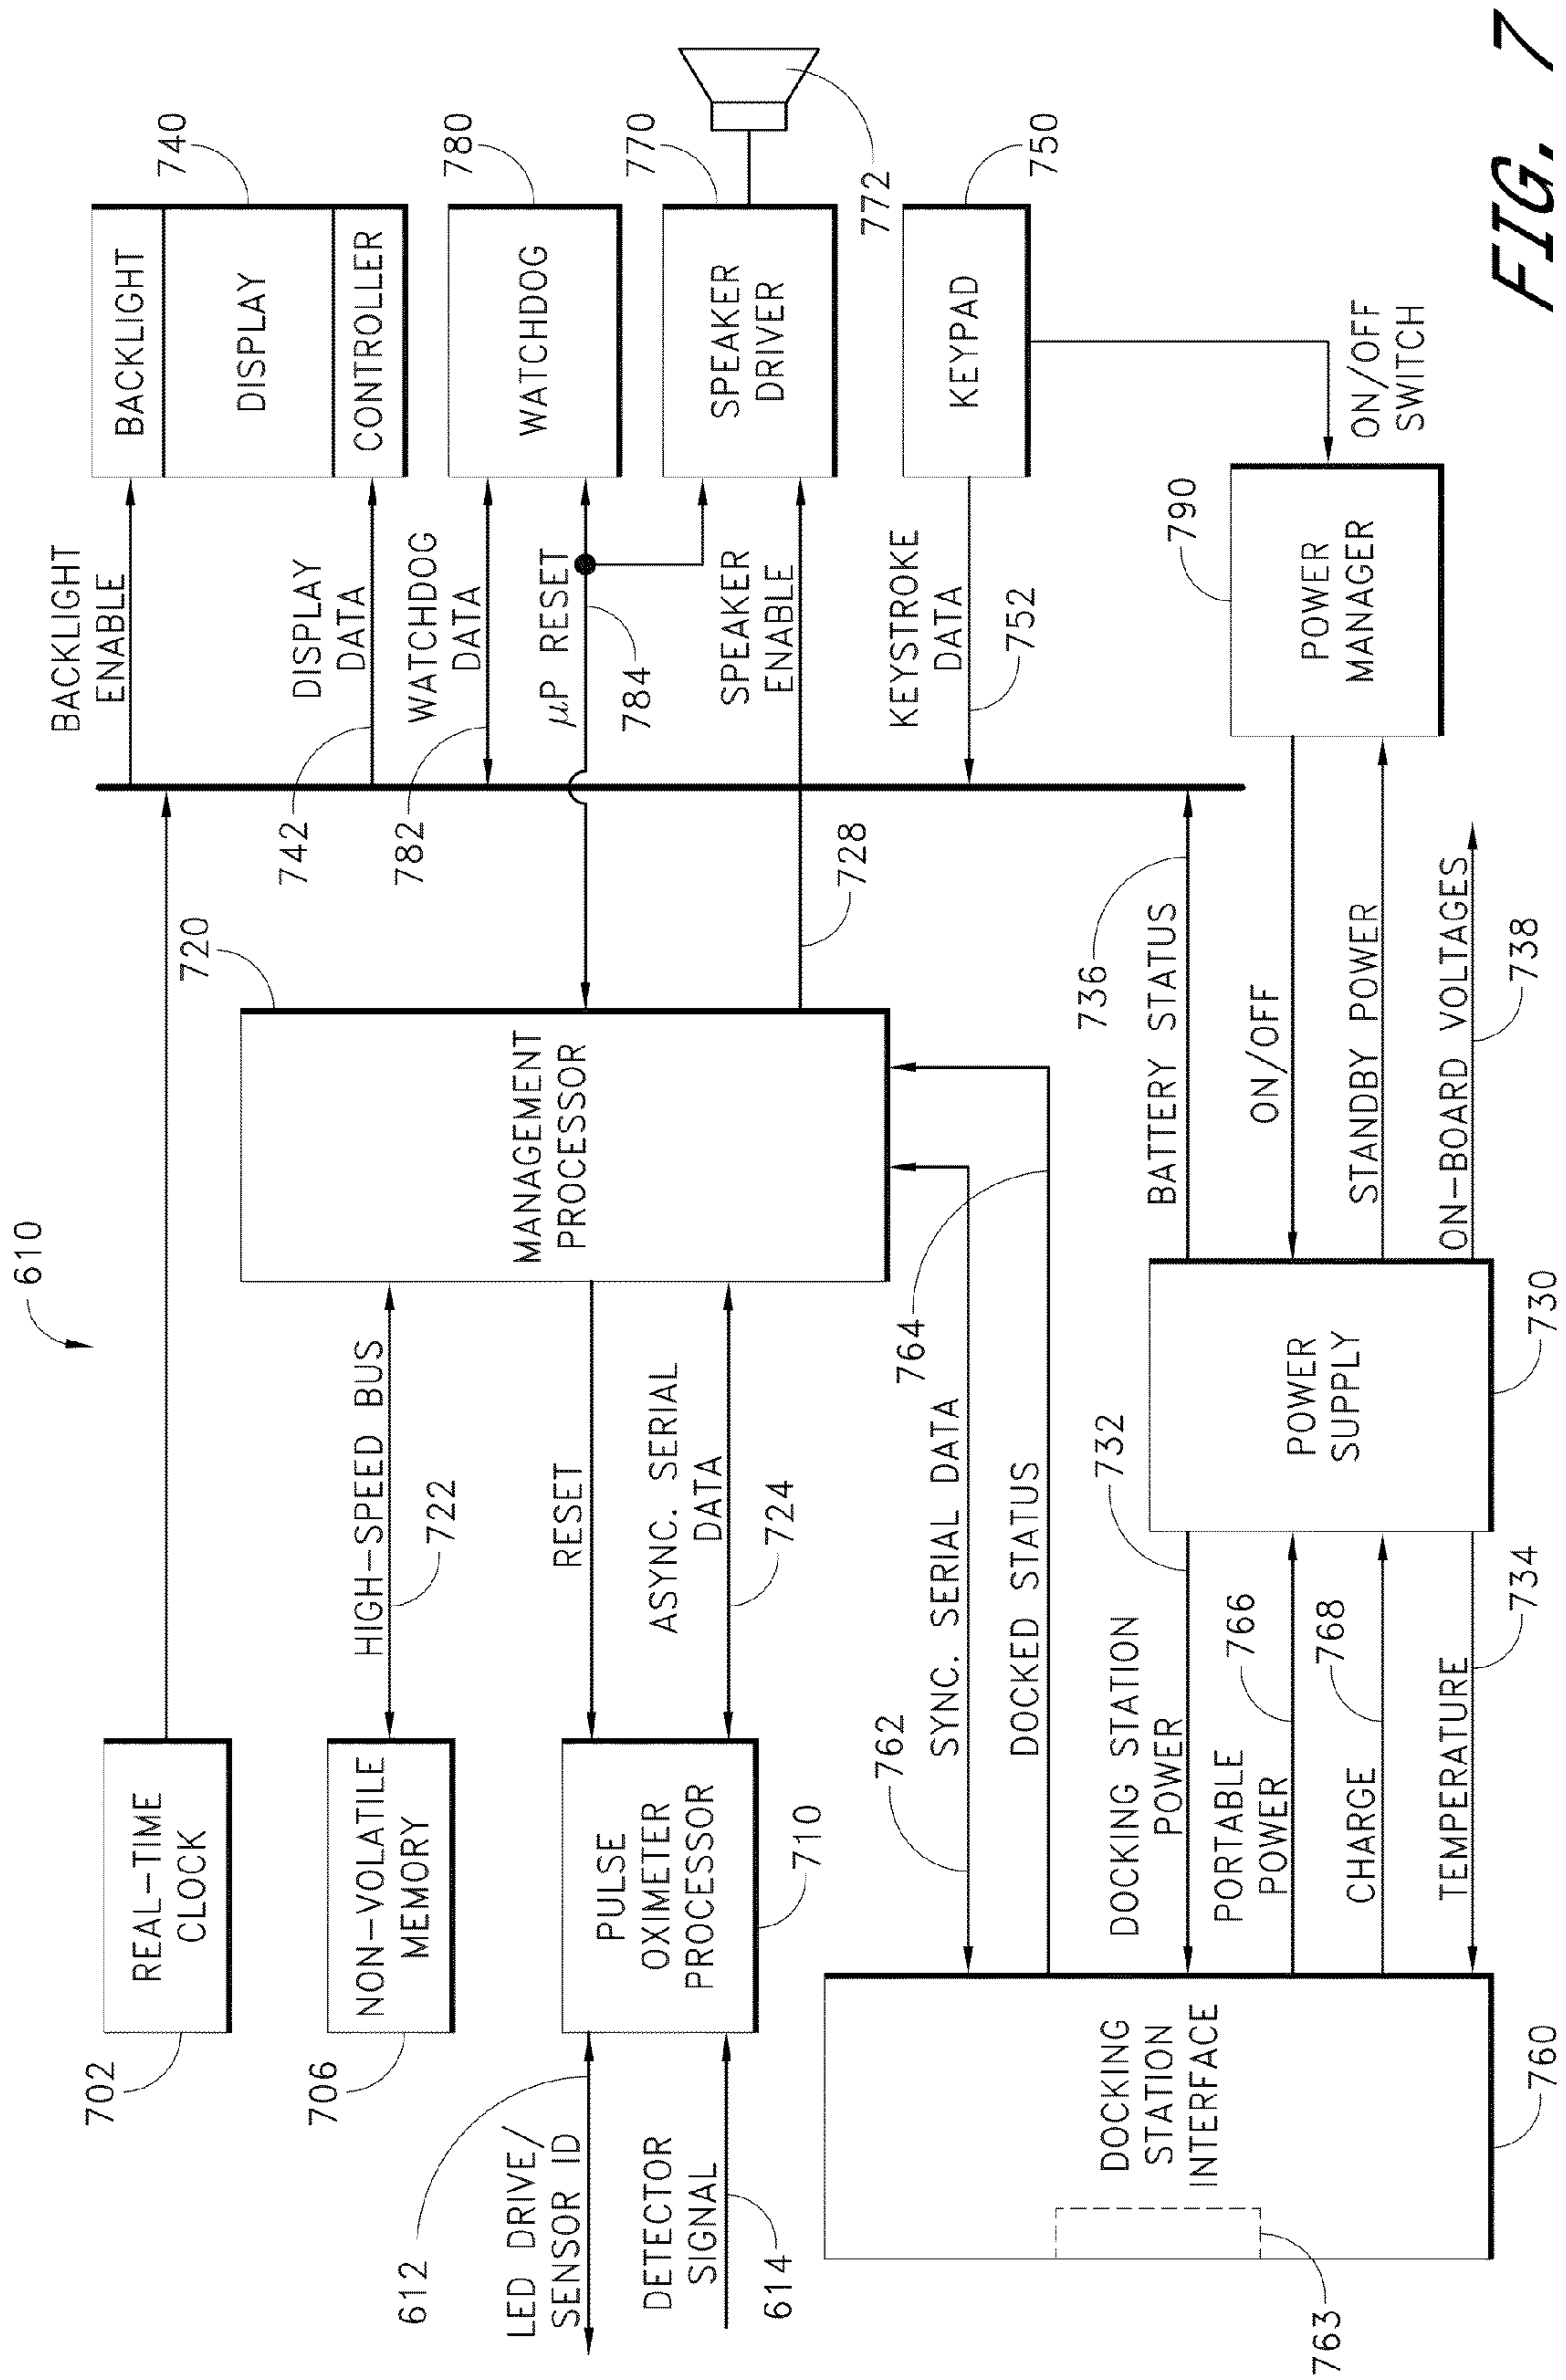 610
REAL-TIME
CLOCK
702
NON-VOLATILE
MEMORY
706
HIGH-SPEED BUS
722
720
MANAGEMENT
PROCESSOR
RESET
ASYNC. SERIAL
DATA
724
PULSE
OXIMETER
PROCESSOR
710
612
LED DRIVE/
SENSOR ID
DETECTOR
SIGNAL
614
BACKLIGHT
ENABLE
DISPLAY
DATA
742
BACKLIGHT
DISPLAY
CONTROLLER
740
WATCHDOG
DATA
782
WATCHDOG
780
µP RESET
784
SPEAKER
ENABLE
728
SPEAKER
DRIVER
770
772
KEYSTROKE
DATA
752
KEYPAD
750
ON/OFF
SWITCH
762
SYNC. SERIAL DATA
764
DOCKED STATUS
DOCKING
STATION
INTERFACE
763
760
DOCKING STATION
POWER
732
PORTABLE
POWER
766
CHARGE
768
TEMPERATURE
734
POWER
SUPPLY
730
736
BATTERY STATUS
ON/OFF
STANDBY POWER
ON-BOARD VOLTAGES
738
POWER
MANAGER
790
FIG. 7